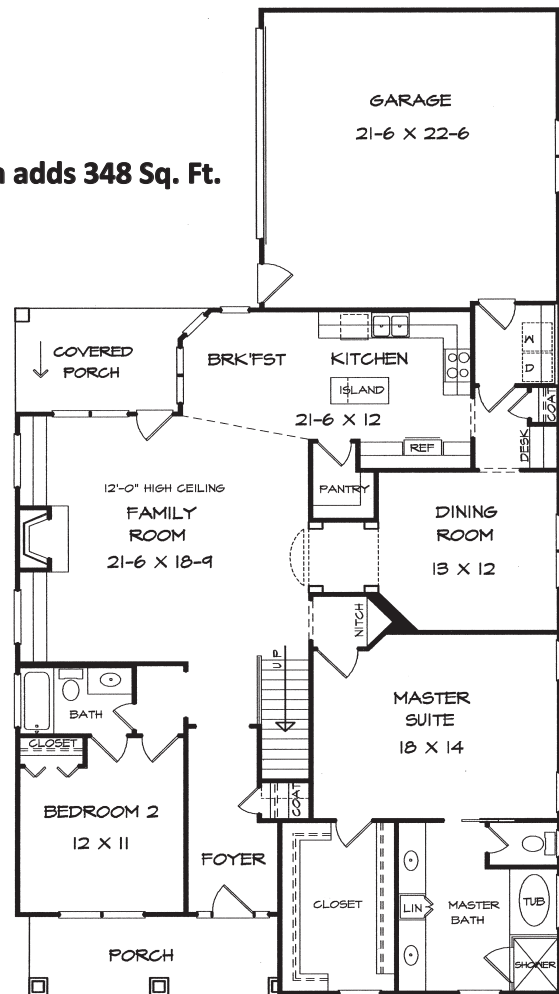 GARAGE
21-6 X 22-6
adds 348 Sq. Ft.
COVERED
PORCH
BRK'FST
KITCHEN
ISLAND
21-6 X 12
W
D
COAT
DESK
REF
PANTRY
12'-0" HIGH CEILING
FAMILY
ROOM
21-6 X 18-9
DINING
ROOM
13 X 12
NITCH
UP
MASTER
SUITE
18 X 14
BATH
CLOSET
BEDROOM 2
12 X 11
COAT
FOYER
CLOSET
LIN
MASTER
BATH
TUB
SHOWER
PORCH